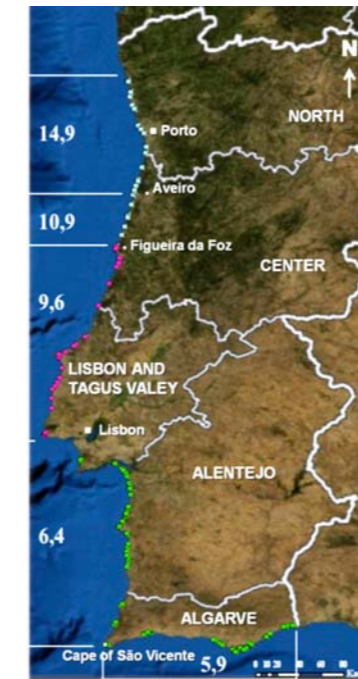 N
NORTH
14,9
Porto
Aveiro
10,9
Figueira da Foz
CENTER
9,6
LISBON AND
TAGUS VALEY
Lisbon
ALENTEJO
6,4
ALGARVE
Cape of São Vicente
5,9